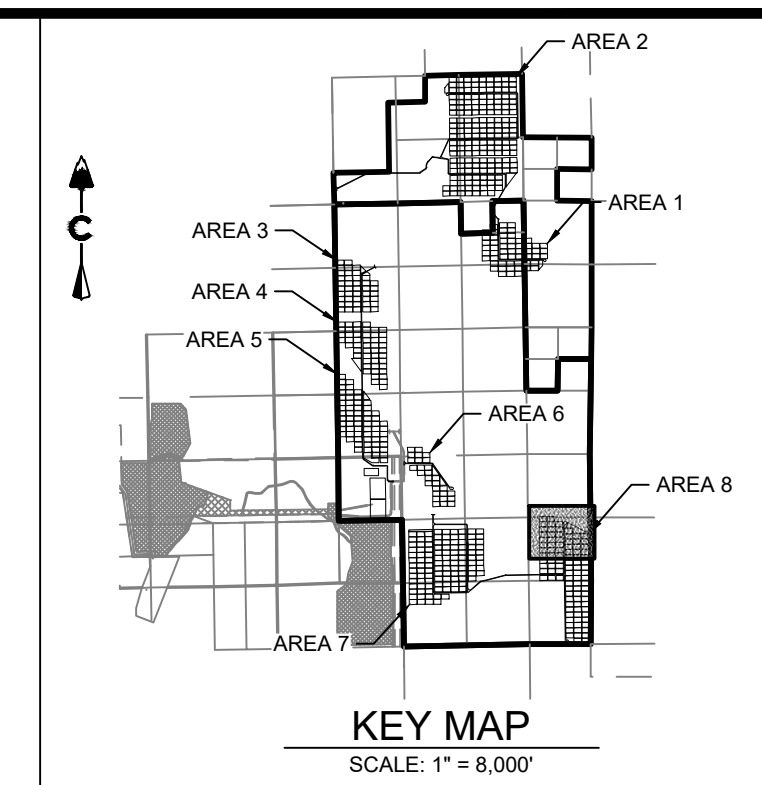 AREA 2
AREA 1
AREA 3
AREA 4
AREA 5
AREA 6
AREA 8
AREA 7
C
KEY MAP
SCALE: 1" = 8,000'